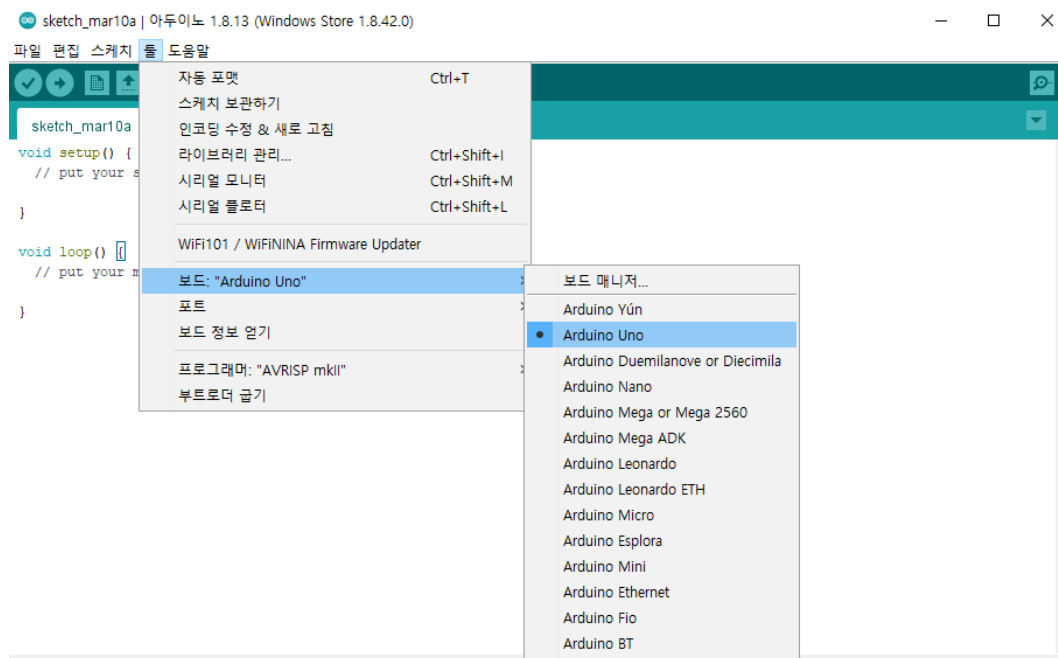 sketch_mar10a | 아두이노 1.8.13 (Windows Store 1.8.42.0)
파일 편집 스케치 툴 도움말
sketch_mar10a
void setup() {
// put your s
}
void loop() {
// put your m
}
자동 포맷 Ctrl+T
스케치 보관하기
인코딩 수정 & 새로 고침
라이브러리 관리... Ctrl+Shift+I
시리얼 모니터 Ctrl+Shift+M
시리얼 플로터 Ctrl+Shift+L
WiFi101 / WiFiNINA Firmware Updater
보드: "Arduino Uno"
포트
보드 정보 얻기
프로그래머: "AVRISP mkII"
부트로더 굽기
보드 매니저...
Arduino Yún
Arduino Uno
Arduino Duemilanove or Diecimila
Arduino Nano
Arduino Mega or Mega 2560
Arduino Mega ADK
Arduino Leonardo
Arduino Leonardo ETH
Arduino Micro
Arduino Esplora
Arduino Mini
Arduino Ethernet
Arduino Fio
Arduino BT